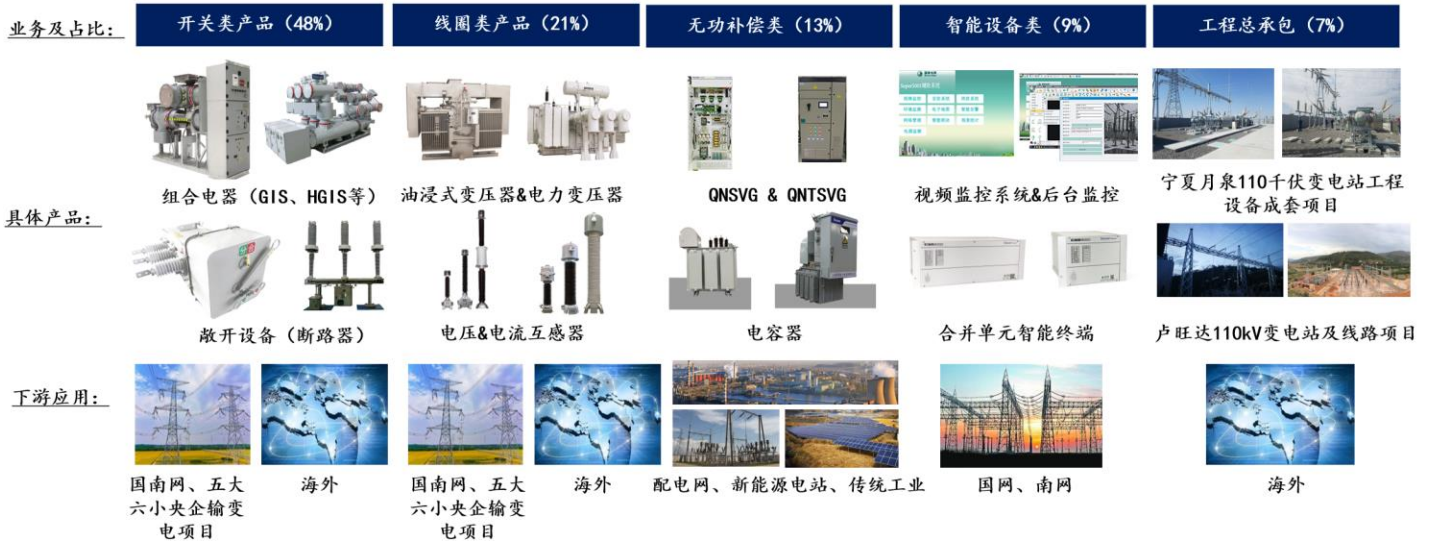 业务及占比：
开关类产品（48%）
线圈类产品（21%）
无功补偿类（13%）
智能设备类（9%）
工程总承包（7%）
组合电器（GIS、HGIS等）
油浸式变压器&电力变压器
QNSVG & QNTSVG
视频监控系统&后台监控
宁夏月泉110千伏变电站工程
设备成套项目
具体产品：
敞开设备（断路器）
电压&电流互感器
电容器
合并单元智能终端
卢旺达110kV变电站及线路项目
下游应用：
国南网、五大
六小央企输变
电项目
海外
国南网、五大
六小央企输变
电项目
海外
配电网、新能源电站、传统工业
国网、南网
海外